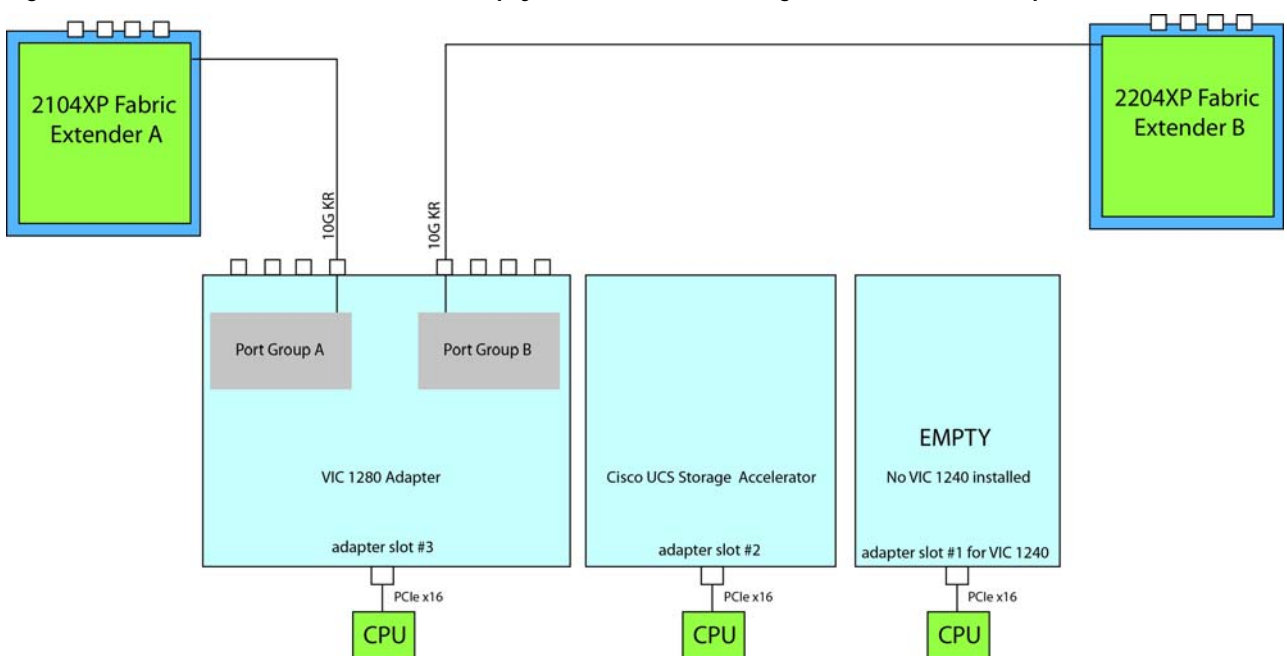 2104XP Fabric
Extender A
2204XP Fabric
Extender B
10G KR
10G KR
Port Group A
Port Group B
EMPTY
VIC 1280 Adapter
Cisco UCS Storage Accelerator
No VIC 1240 installed
adapter slot #3
adapter slot #2
adapter slot #1 for VIC 1240
PCIe x16
PCIe x16
PCIe x16
CPU
CPU
CPU